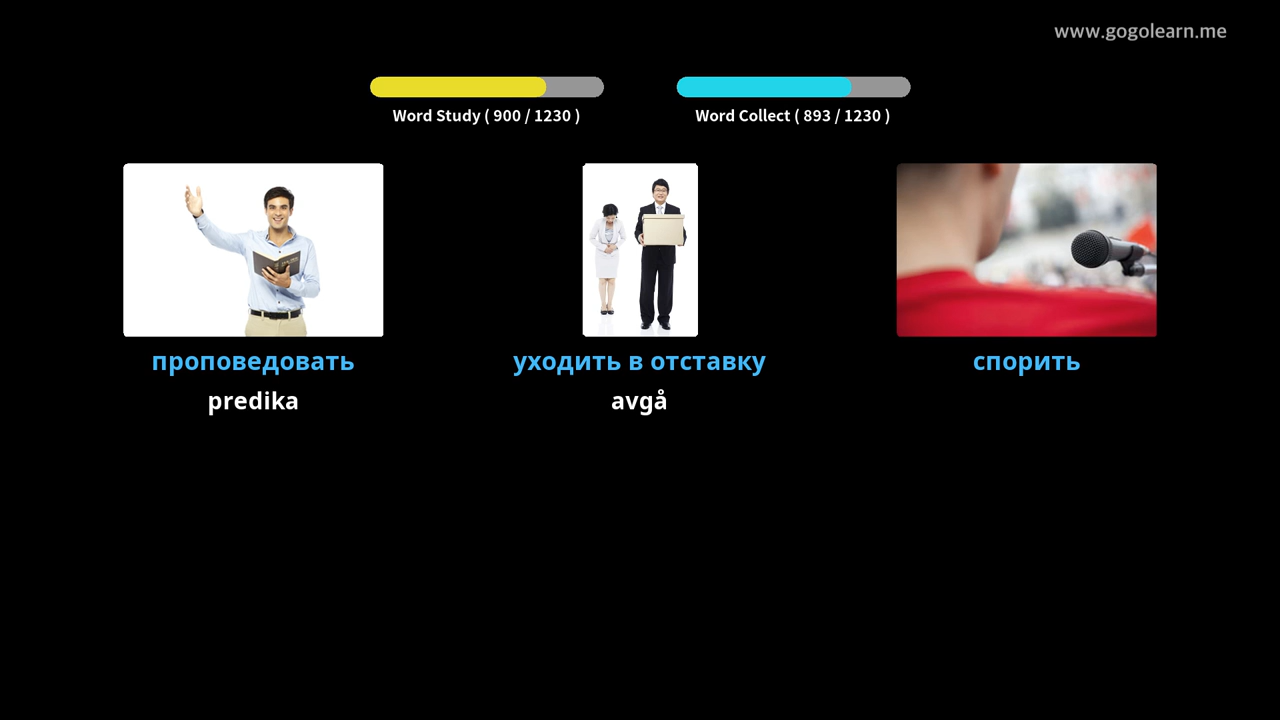 www.gogolearn.me
Word Study ( 900 / 1230 )
Word Collect ( 893 / 1230 )
проповедовать
predika
уходить в отставку
avgå
спорить